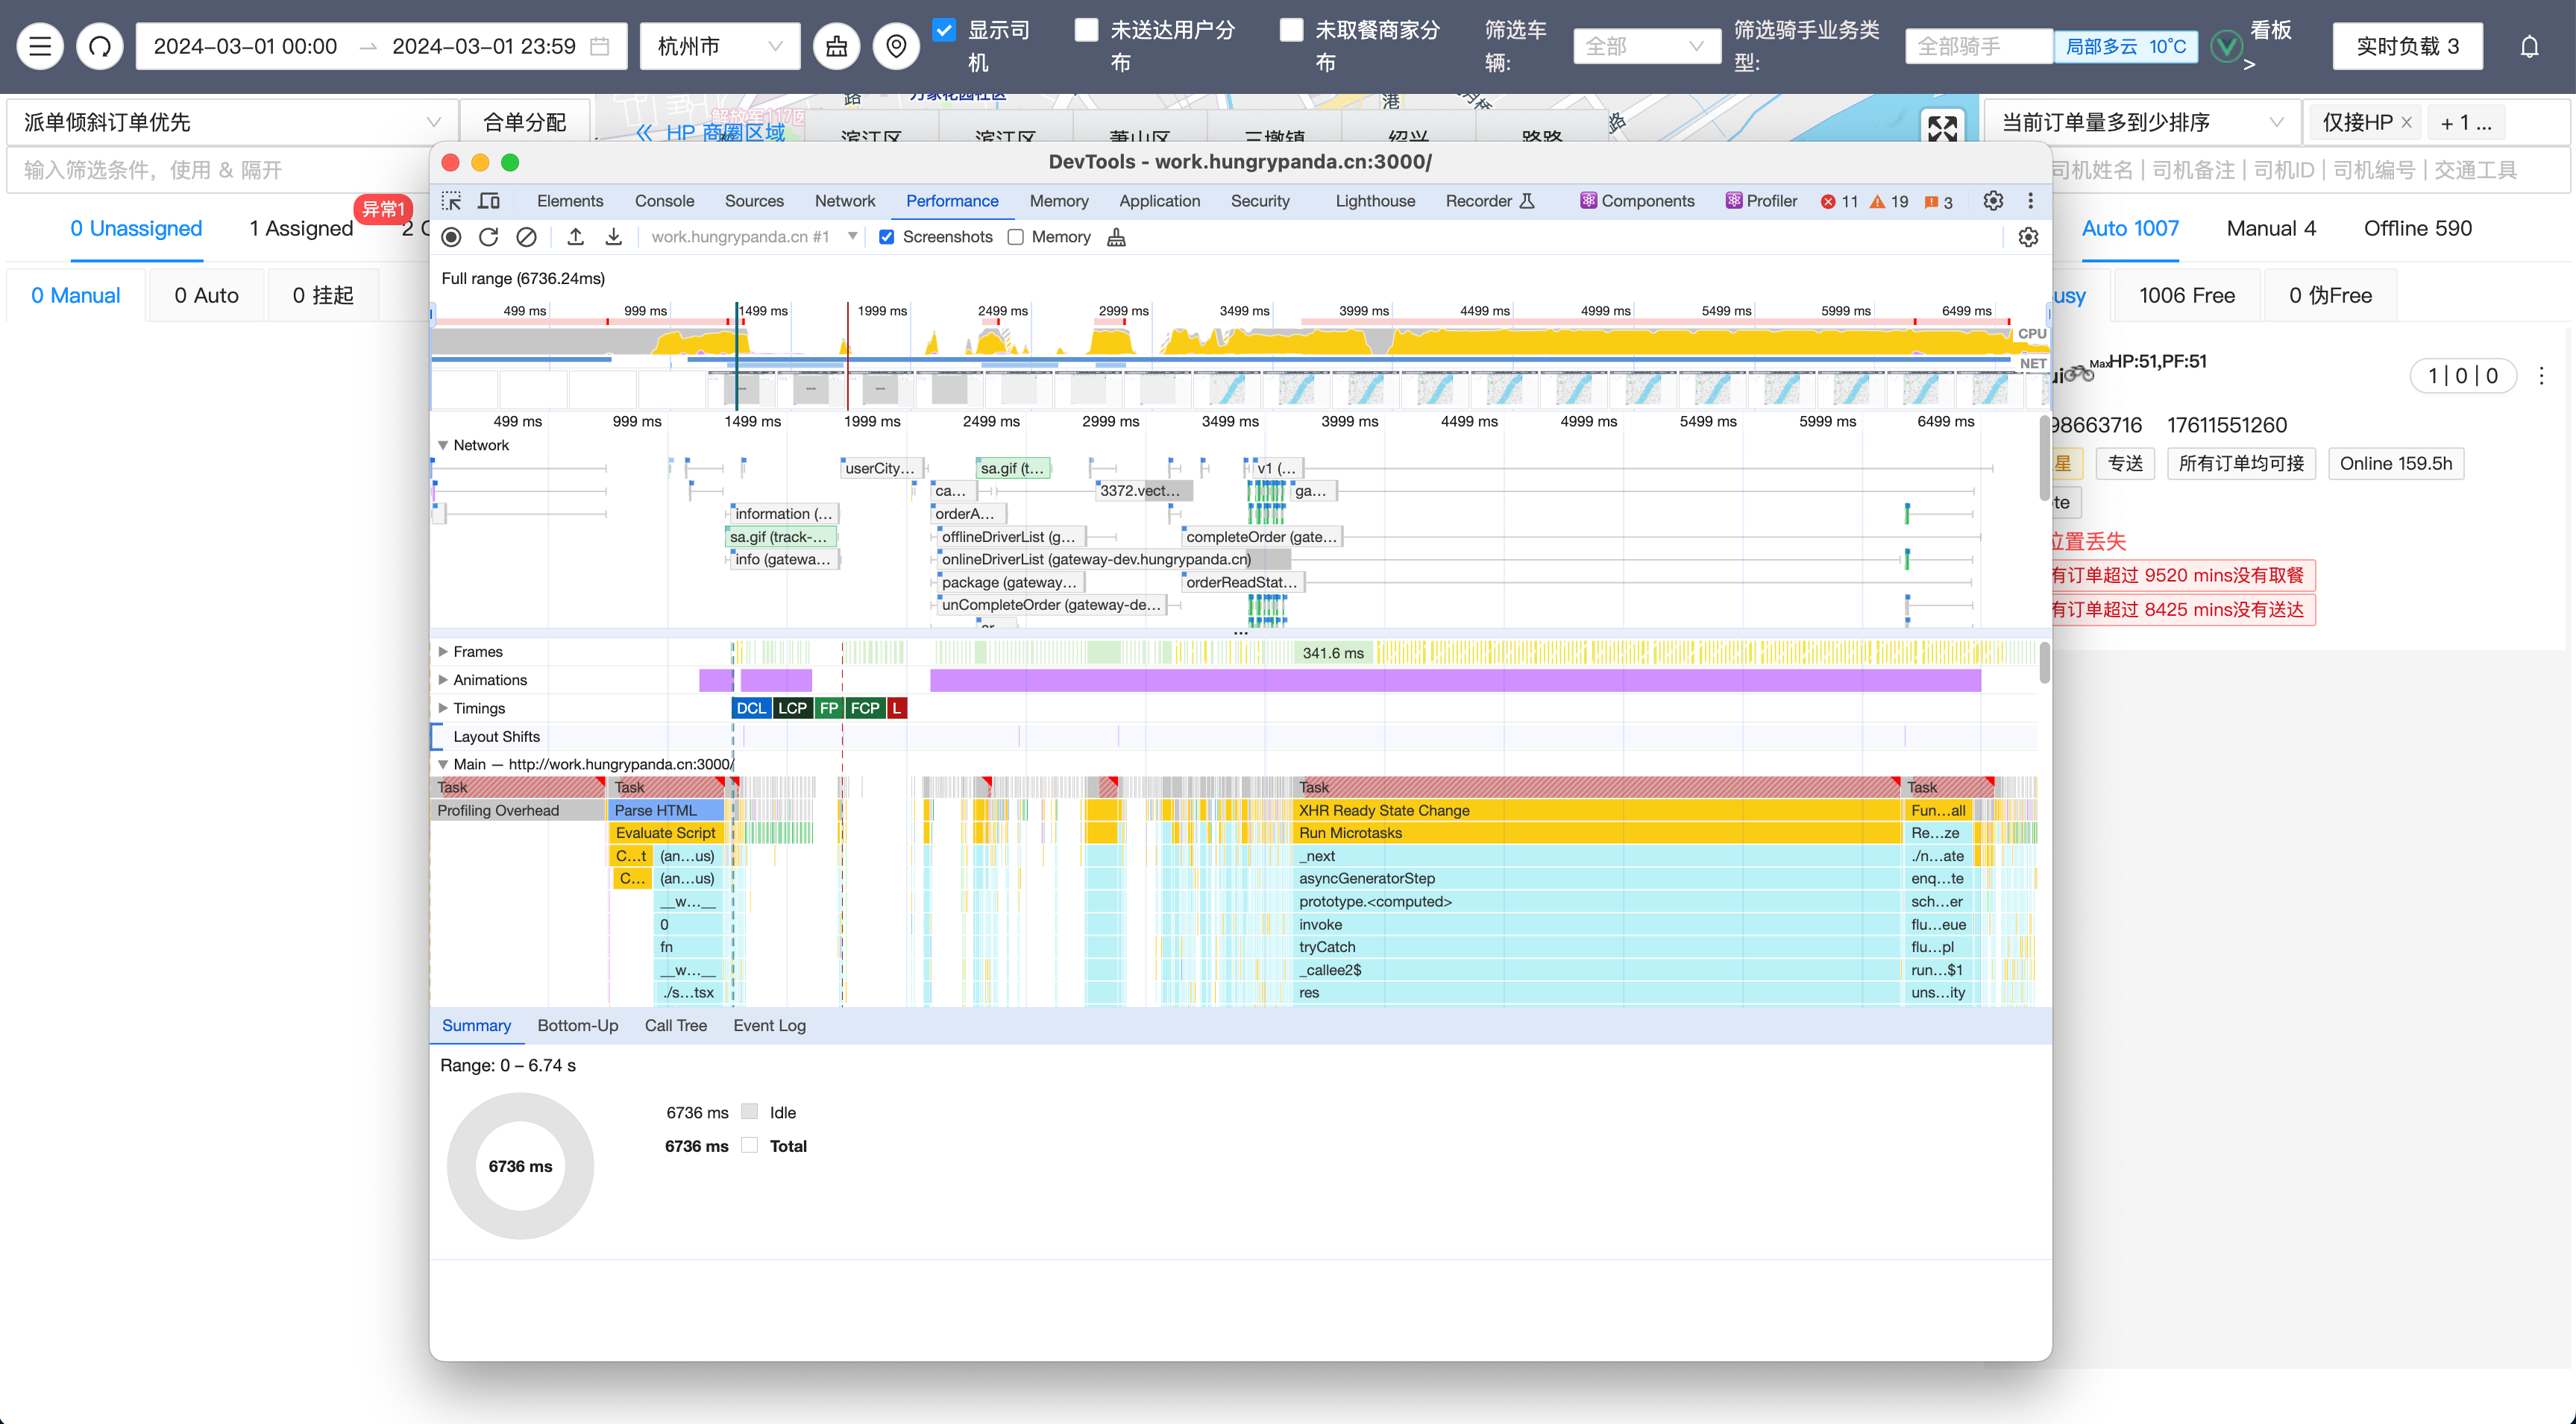 2024-03-01 00:00 → 2024-03-01 23:59
杭州市
显示司机
未送达用户分布
未取餐商家分布
筛选车辆:
全部
筛选骑手业务类型:
全部骑手
局部多云 10°C
看板 >
实时负载 3
派单倾斜订单优先
合单分配
输入筛选条件，使用 & 隔开
0 Unassigned
1 Assigned
异常1
0 Manual
0 Auto
0 挂起
HP 商圈区域
滨江区
滨江区
萧山区
三墩镇
绍兴
路路
当前订单量多到少排序
仅接HP ×
+ 1 ...
司机姓名 | 司机备注 | 司机ID | 司机编号 | 交通工具
Auto 1007
Manual 4
Offline 590
usy
1006 Free
0 伪Free
Max HP:51,PF:51
1 | 0 | 0
98663716 17611551260
星
专送
所有订单均可接
Online 159.5h
te
位置丢失
有订单超过 9520 mins没有取餐
有订单超过 8425 mins没有送达
DevTools - work.hungrypanda.cn:3000/
Elements Console Sources Network Performance Memory Application Security Lighthouse Recorder Components Profiler 11 19 3
work.hungrypanda.cn #1 Screenshots Memory
Full range (6736.24ms)
499 ms 999 ms 1499 ms 1999 ms 2499 ms 2999 ms 3499 ms 3999 ms 4499 ms 4999 ms 5499 ms 5999 ms 6499 ms
CPU
NET
499 ms 999 ms 1499 ms 1999 ms 2499 ms 2999 ms 3499 ms 3999 ms 4499 ms 4999 ms 5499 ms 5999 ms 6499 ms
Network
userCity... sa.gif (t... v1 (...
ca... 3372.vect... ga...
information (... orderA...
sa.gif (track-... offlineDriverList (g... completeOrder (gate...
info (gatewa... onlineDriverList (gateway-dev.hungrypanda.cn)
package (gateway... orderReadStat...
unCompleteOrder (gateway-de...
Frames 341.6 ms
Animations
Timings DCL LCP FP FCP L
Layout Shifts
Main — http://work.hungrypanda.cn:3000/
Task Task Task Task
Profiling Overhead Parse HTML XHR Ready State Change Fun...all
Evaluate Script Run Microtasks Re...ze
C...t (an...us) _next ./n...ate
C... (an...us) asyncGeneratorStep enq...te
__w...__ prototype.<computed> sch...er
0 invoke flu...eue
fn tryCatch flu...pl
__w...__ _callee2$ run...$1
./s...tsx res uns...ity
Summary Bottom-Up Call Tree Event Log
Range: 0 – 6.74 s
6736 ms Idle
6736 ms Total
6736 ms